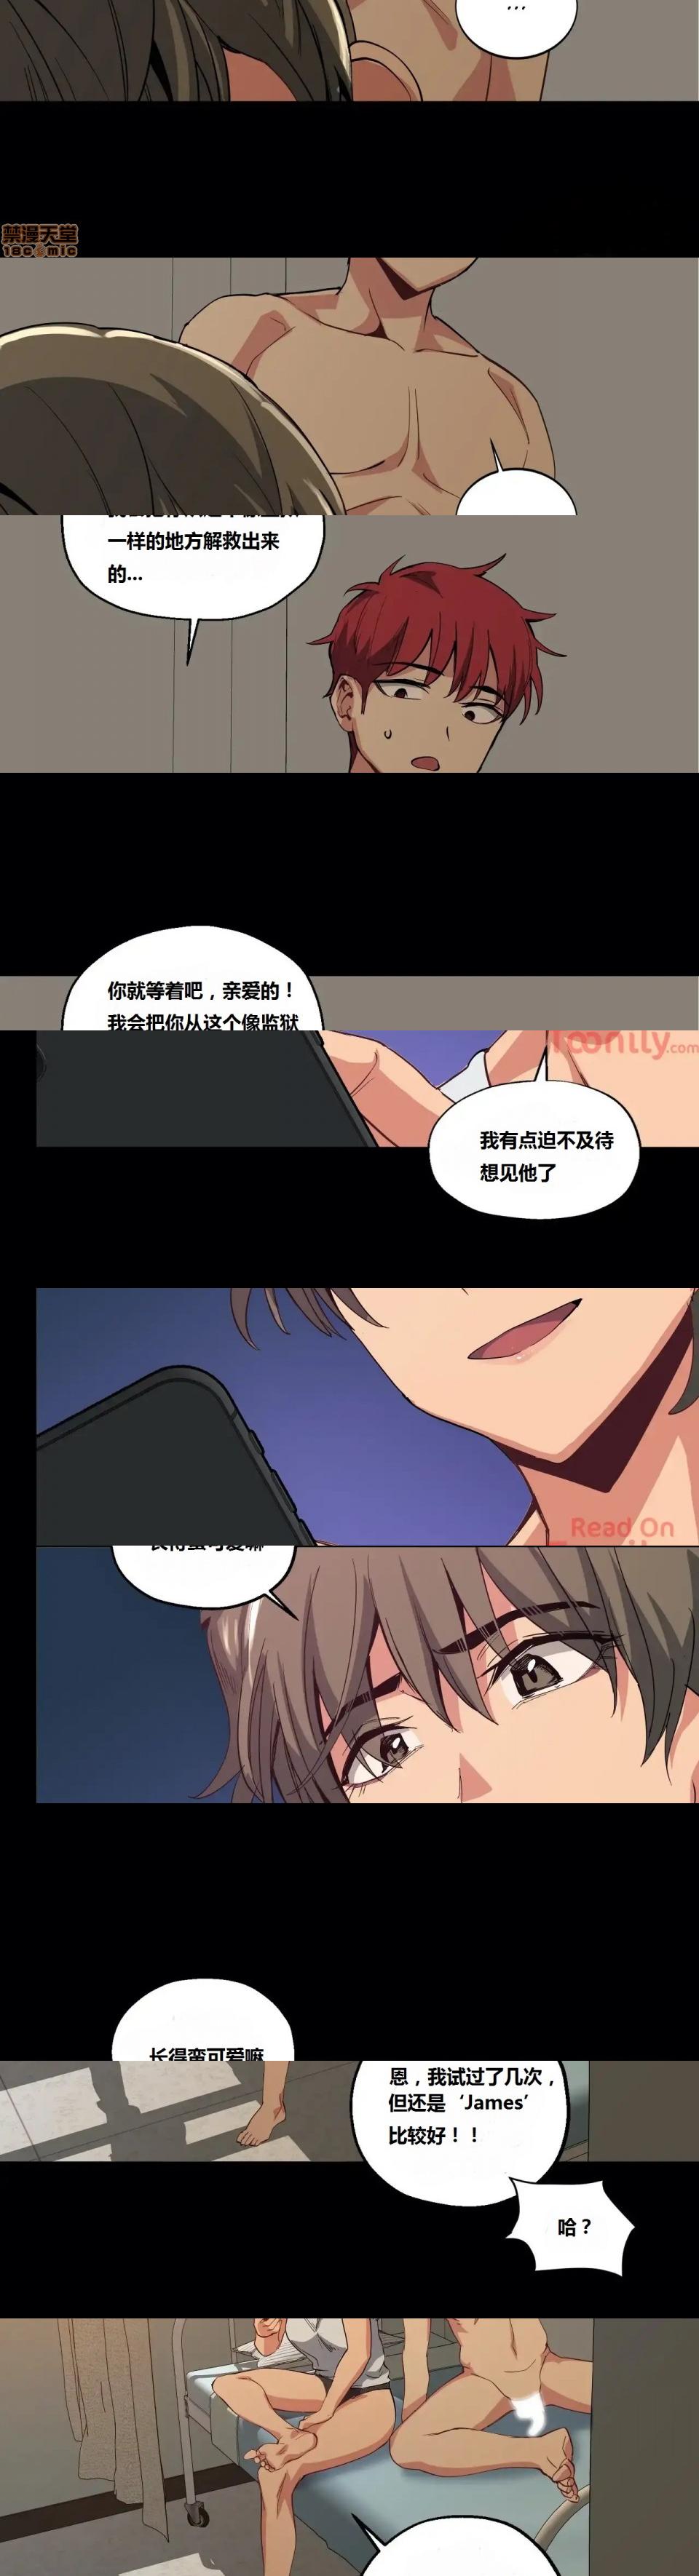 ...
禁漫天堂
18comic
一样的地方解救出来
的...
你就等着吧，亲爱的！
我会把你从这个像监狱
Toonily.com
我有点迫不及待
想见他了
Read On
长得蛮可爱嘛
恩，我试过了几次，
但还是‘James’
比较好！！
哈？